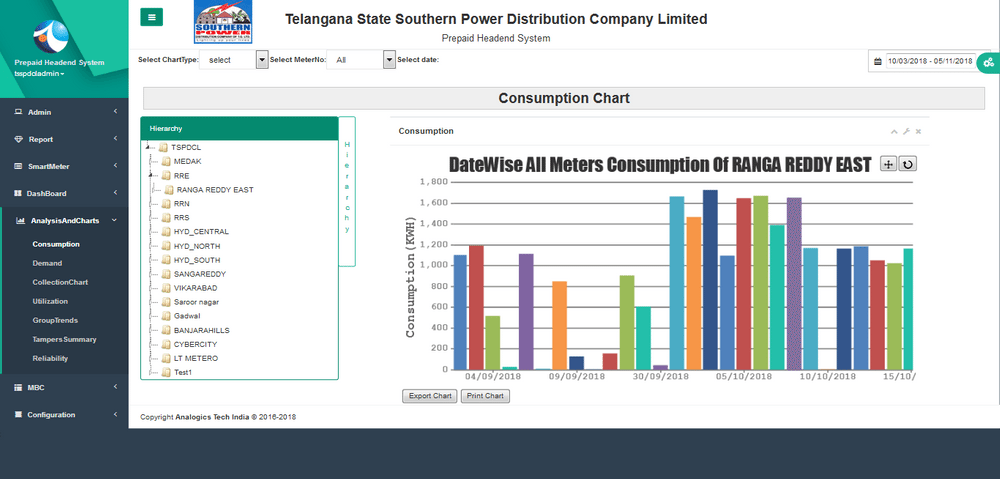 Telangana State Southern Power Distribution Company Limited
Prepaid Headend System
SOUTHERN
POWER
Prepaid Headend System
tsspdcladmin
Select ChartType: select Select MeterNo: All Select date:
10/03/2018 - 05/11/2018
Admin
Report
SmartMeter
DashBoard
AnalysisAndCharts
Consumption
Demand
CollectionChart
Utilization
GroupTrends
TampersSummary
Reliability
MBC
Configuration
Consumption Chart
Hierarchy
TSPDCL
MEDAK
RRE
RANGA REDDY EAST
RRN
RRS
HYD_CENTRAL
HYD_NORTH
HYD_SOUTH
SANGAREDDY
VIKARABAD
Saroor nagar
Gadwal
BANJARAHILLS
CYBERCITY
LT METERO
Test1
Hierarchy
Consumption
DateWise All Meters Consumption Of RANGA REDDY EAST
Consumption(KWH)
1,800
1,600
1,400
1,200
1,000
800
600
400
200
0
04/09/2018 09/09/2018 30/09/2018 05/10/2018 10/10/2018 15/10/
Export Chart Print Chart
Copyright Analogics Tech India © 2016-2018